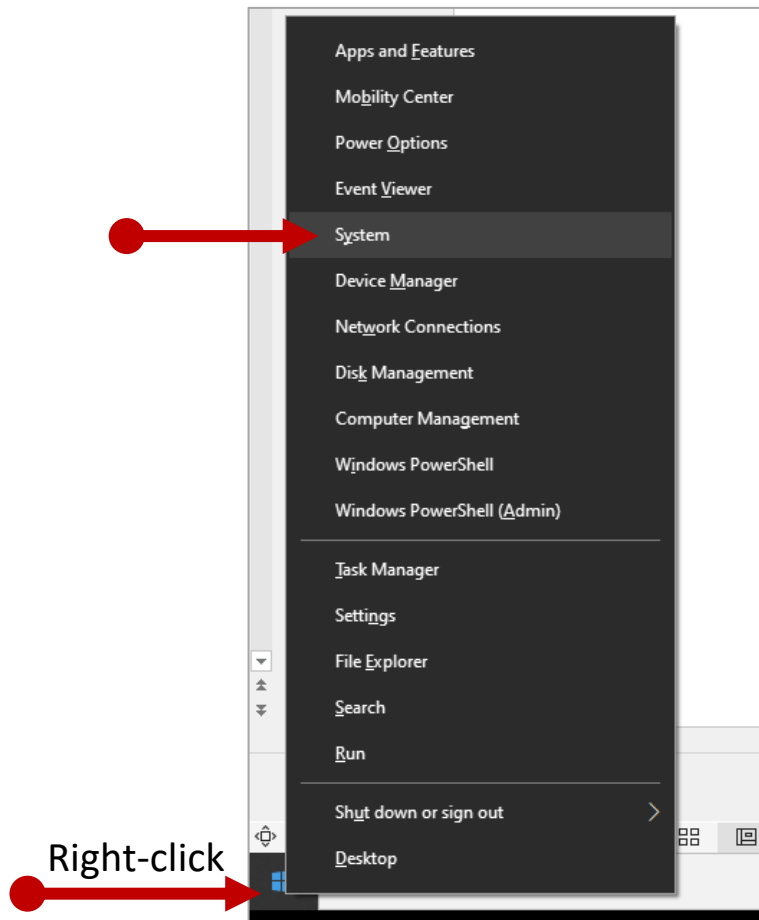 Apps and Features
Mobility Center
Power Options
Event Viewer
System
Device Manager
Network Connections
Disk Management
Computer Management
Windows PowerShell
Windows PowerShell (Admin)
Task Manager
Settings
File Explorer
Search
Run
Shut down or sign out
Desktop
Right-click